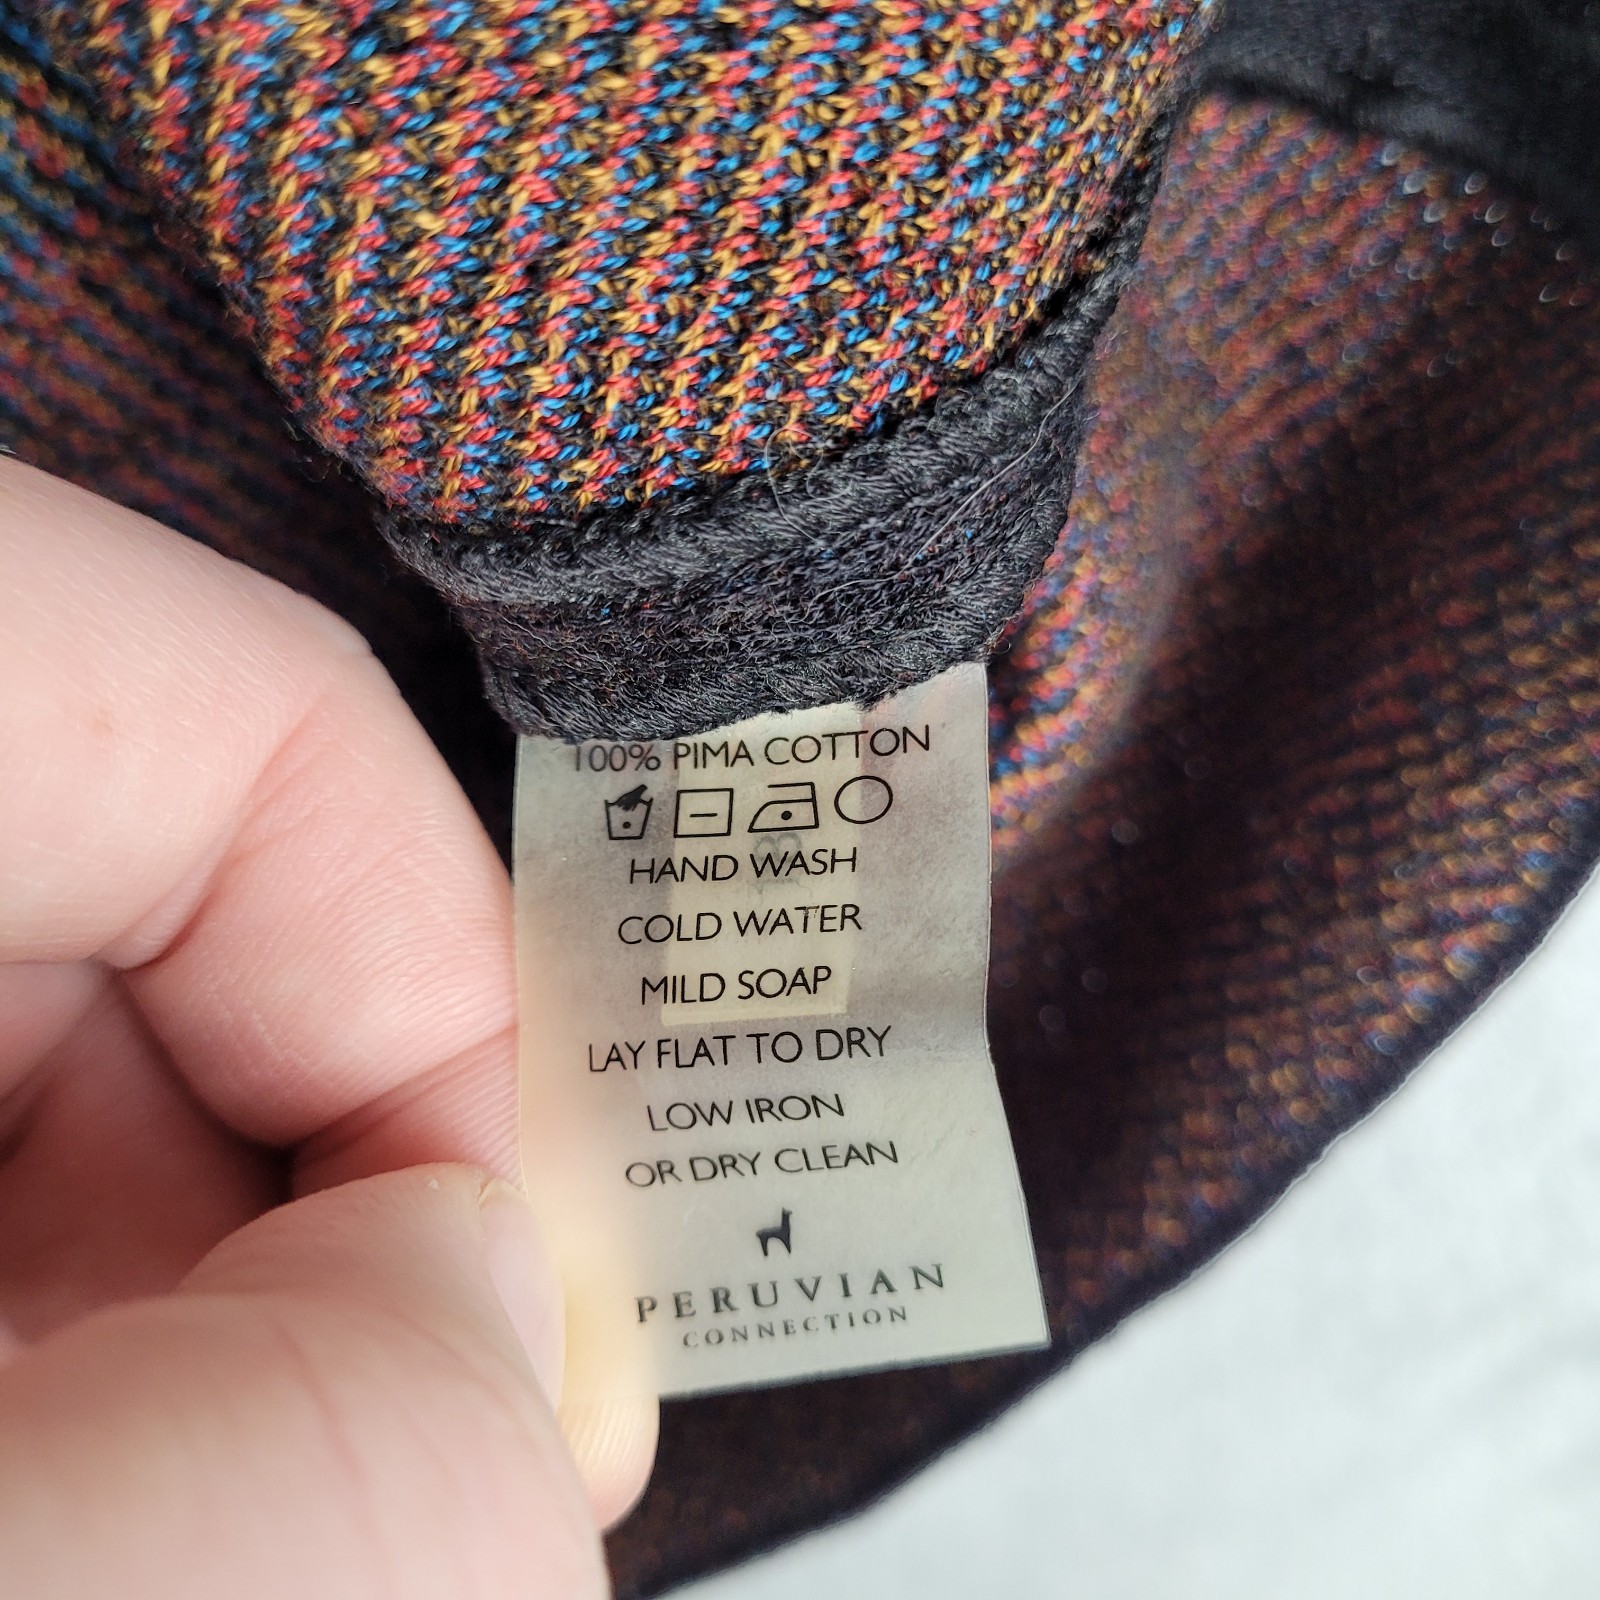 100% PIMA COTTON
HAND WASH
COLD WATER
MILD SOAP
LAY FLAT TO DRY
LOW IRON
OR DRY CLEAN
PERUVIAN
CONNECTION